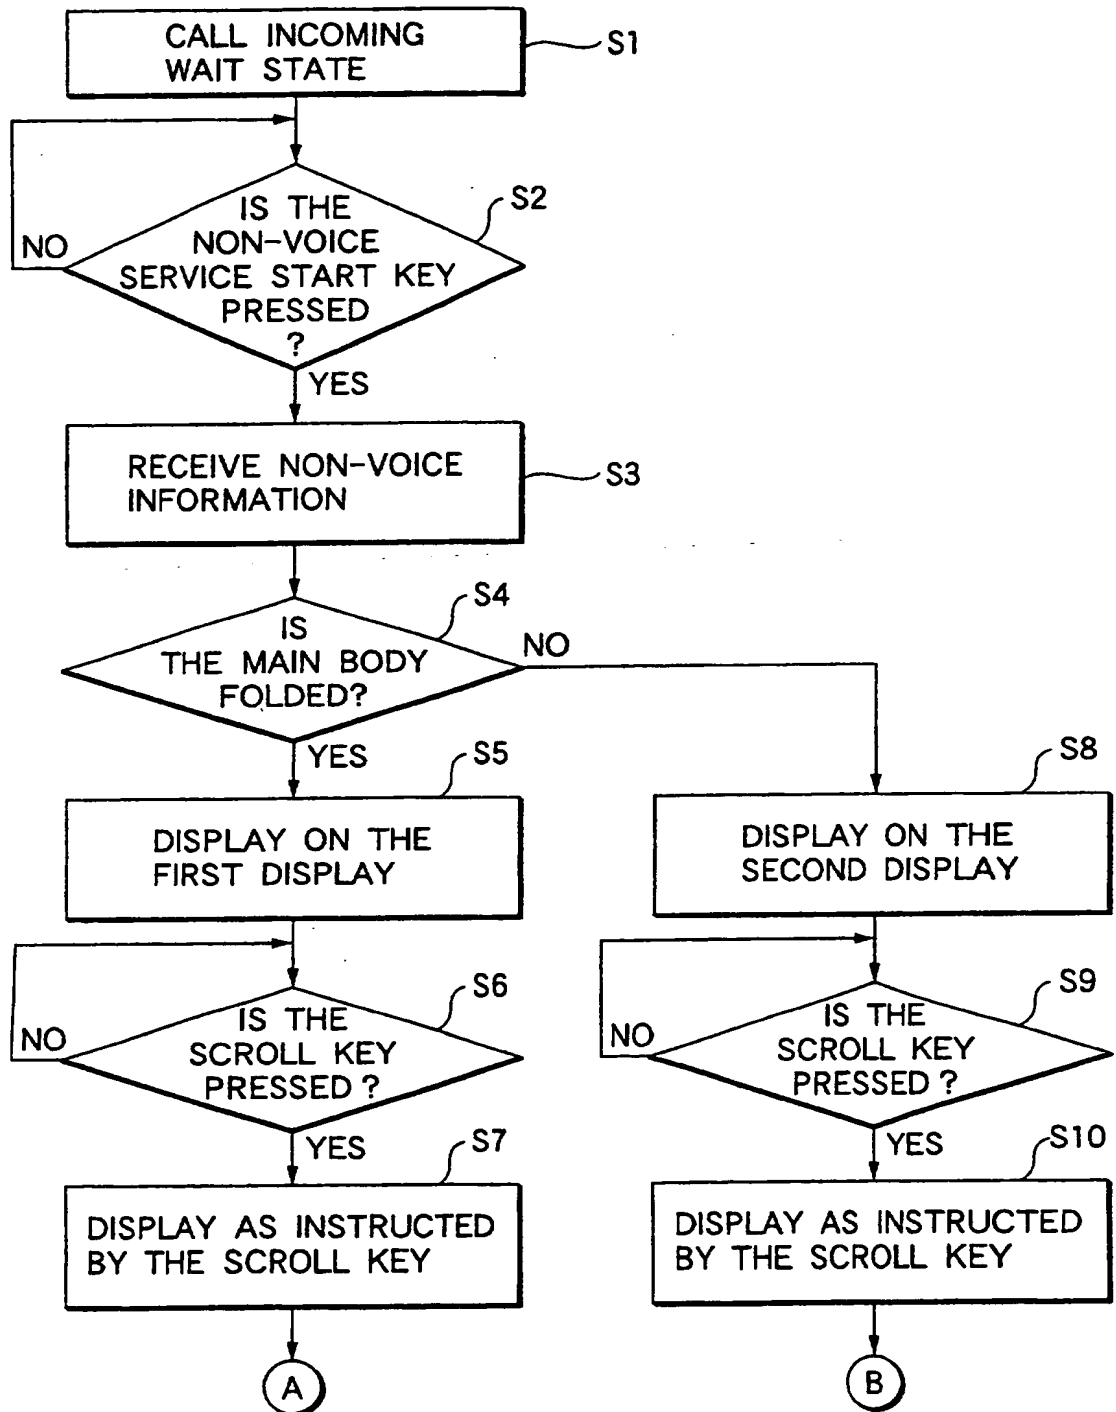 CALL INCOMING
WAIT STATE
S1
IS THE
NON-VOICE
SERVICE START KEY
PRESSED
?
S2
NO
YES
RECEIVE NON-VOICE
INFORMATION
S3
IS
THE MAIN BODY
FOLDED?
S4
NO
YES
S5
DISPLAY ON THE
FIRST DISPLAY
S8
DISPLAY ON THE
SECOND DISPLAY
S6
IS THE
SCROLL KEY
PRESSED?
NO
YES
S9
IS THE
SCROLL KEY
PRESSED?
NO
YES
S7
DISPLAY AS INSTRUCTED
BY THE SCROLL KEY
S10
DISPLAY AS INSTRUCTED
BY THE SCROLL KEY
A
B